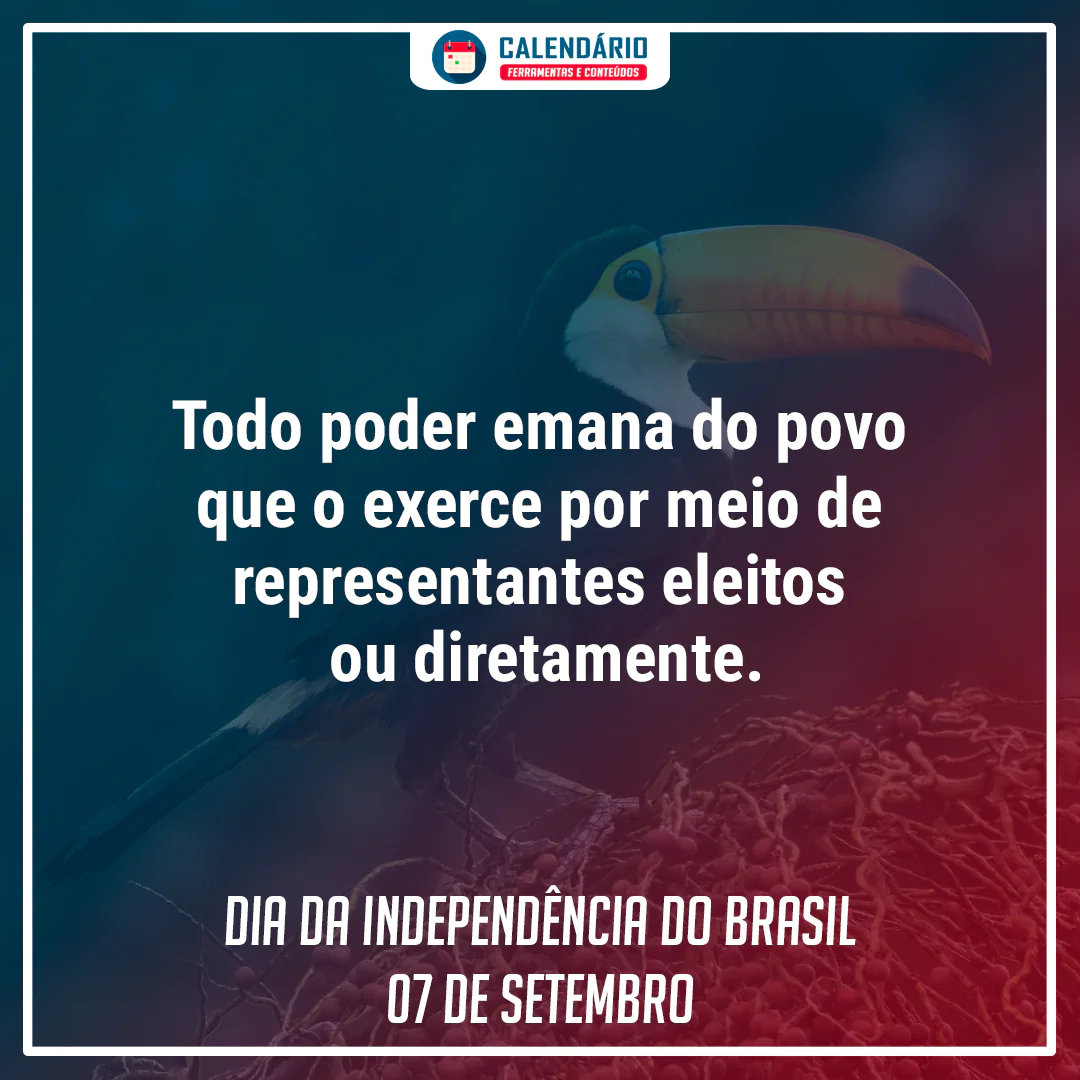 CALENDÁRIO
FERRAMENTAS E CONTEÚDOS
Todo poder emana do povo
que o exerce por meio de
representantes eleitos
ou diretamente.
DIA DA INDEPENDÊNCIA DO BRASIL
07 DE SETEMBRO